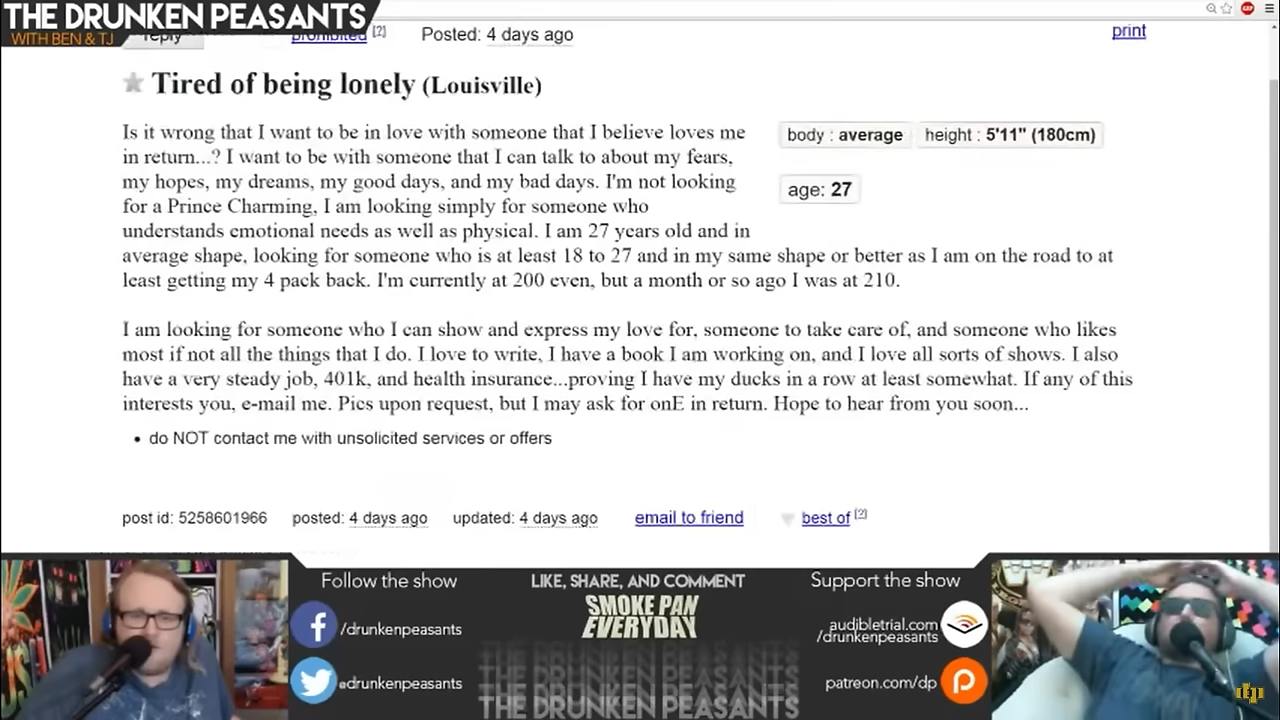 THE DRUNKEN PEASANTS
WITH BEN & TJ
reply
prohibited [?]
Posted: 4 days ago
print
Tired of being lonely (Louisville)
Is it wrong that I want to be in love with someone that I believe loves me
in return...? I want to be with someone that I can talk to about my fears,
my hopes, my dreams, my good days, and my bad days. I'm not looking
for a Prince Charming, I am looking simply for someone who
understands emotional needs as well as physical. I am 27 years old and in
average shape, looking for someone who is at least 18 to 27 and in my same shape or better as I am on the road to at
least getting my 4 pack back. I'm currently at 200 even, but a month or so ago I was at 210.
body : average
height : 5'11" (180cm)
age: 27
I am looking for someone who I can show and express my love for, someone to take care of, and someone who likes
most if not all the things that I do. I love to write, I have a book I am working on, and I love all sorts of shows. I also
have a very steady job, 401k, and health insurance...proving I have my ducks in a row at least somewhat. If any of this
interests you, e-mail me. Pics upon request, but I may ask for onE in return. Hope to hear from you soon...
• do NOT contact me with unsolicited services or offers
post id: 5258601966
posted: 4 days ago
updated: 4 days ago
email to friend
best of [?]
Follow the show
/drunkenpeasants
@drunkenpeasants
LIKE, SHARE, AND COMMENT
SMOKE PAN
EVERYDAY
THE DRUNKEN PEASANTS
THE DRUNKEN PEASANTS
THE DRUNKEN PEASANTS
Support the show
audibletrial.com
/drunkenpeasants
patreon.com/dp
dp